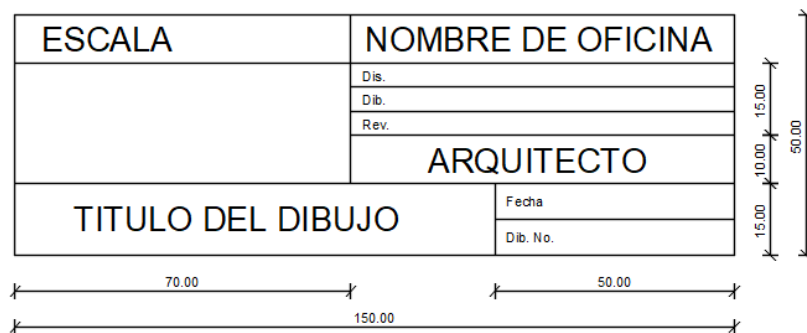 ESCALA
NOMBRE DE OFICINA
Dis.
Dib.
Rev.
ARQUITECTO
TITULO DEL DIBUJO
Fecha
Dib. No.
15.00
10.00
15.00
50.00
70.00
50.00
150.00